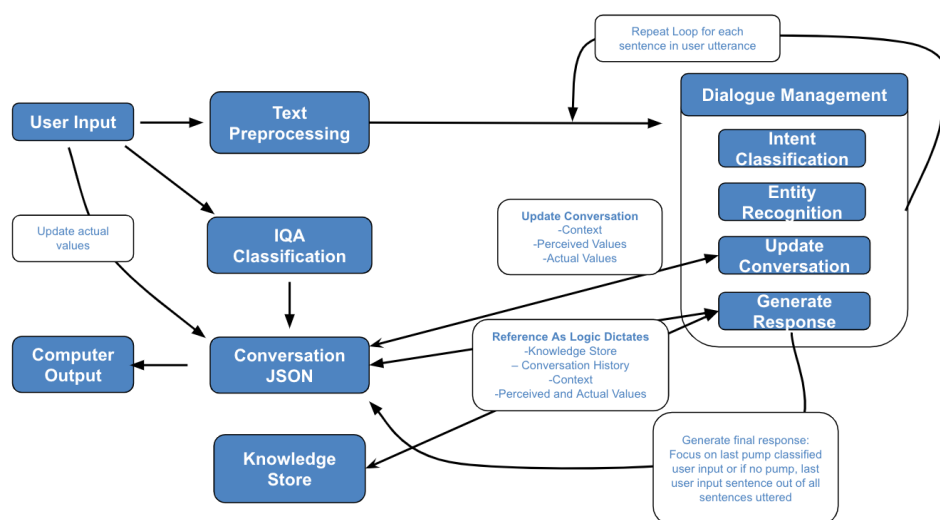 Repeat Loop for each
sentence in user utterance
Dialogue Management
User Input
Text
Preprocessing
Intent
Classification
Entity
Recognition
Update actual
values
IQA
Classification
Update Conversation
-Context
-Perceived Values
-Actual Values
Update
Conversation
Generate
Response
Computer
Output
Conversation
JSON
Reference As Logic Dictates
-Knowledge Store
– Conversation History
-Context
-Perceived and Actual Values
Knowledge
Store
Generate final response:
Focus on last pump classified
user input or if no pump, last
user input sentence out of all
sentences uttered